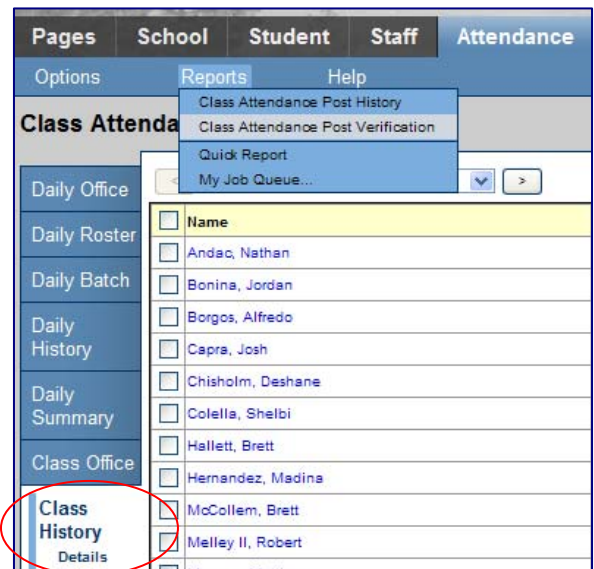 Pages School Student Staff Attendance
Options Reports Help
Class Attenda
Class Attendance Post History
Class Attendance Post Verification
Quick Report
My Job Queue...
< >
Name
Andac, Nathan
Bonina, Jordan
Borgos, Alfredo
Capra, Josh
Chisholm, Deshane
Colella, Shelbi
Hallett, Brett
Hernandez, Madina
McCollem, Brett
Melley II, Robert
Daily Office
Daily Roster
Daily Batch
Daily
History
Daily
Summary
Class Office
Class
History
Details